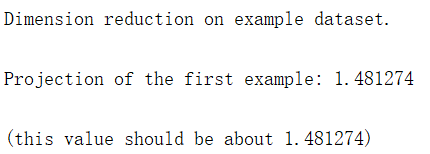 Dimension reduction on example dataset.
Projection of the first example: 1.481274
(this value should be about 1.481274)